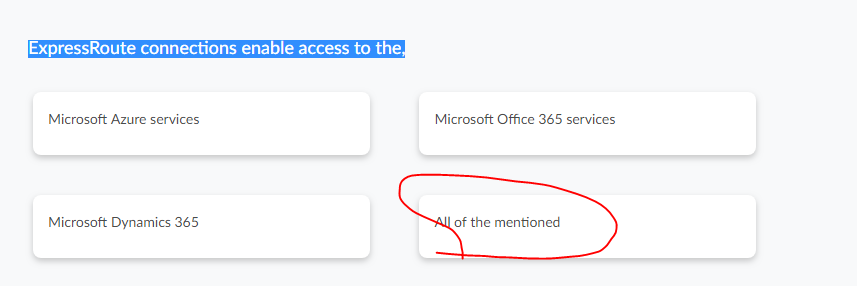 ExpressRoute connections enable access to the,
Microsoft Azure services
Microsoft Office 365 services
Microsoft Dynamics 365
All of the mentioned